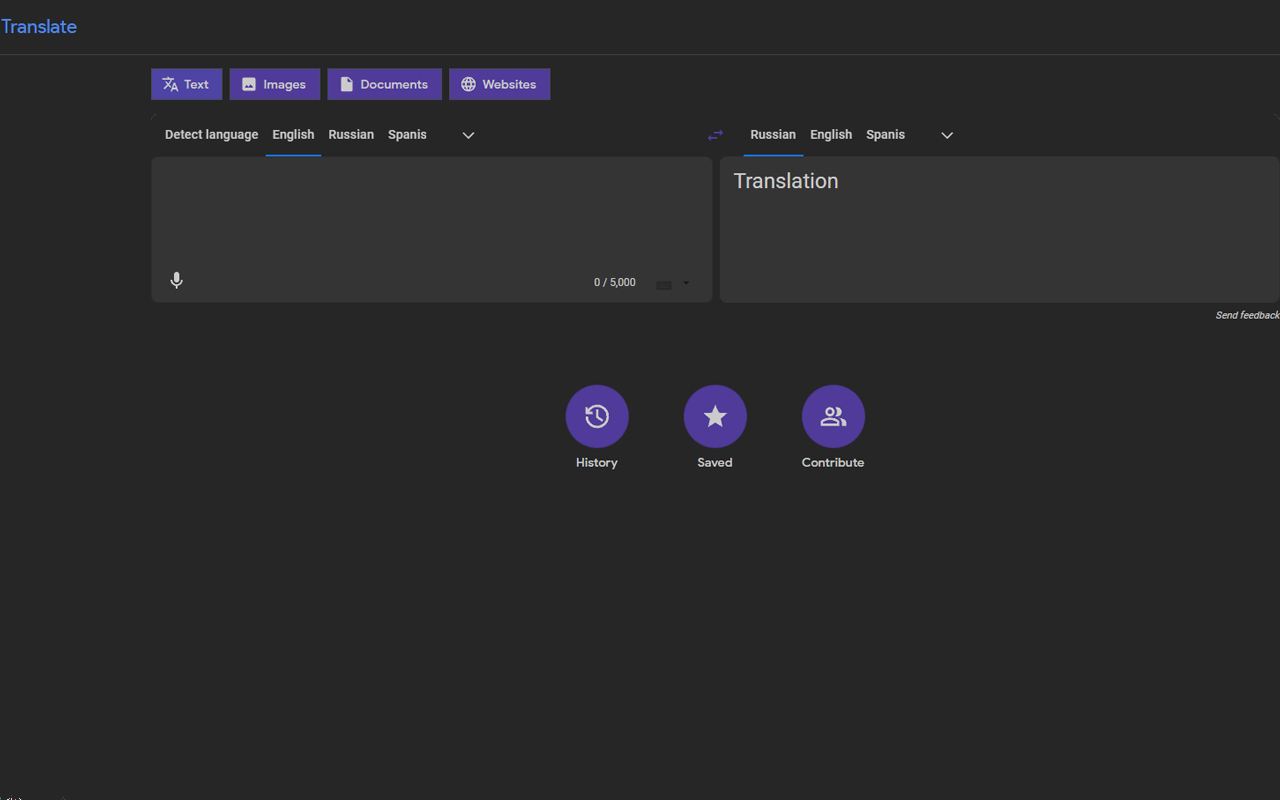 Translate
Text Images Documents Websites
Detect language English Russian Spanis Russian English Spanis
Translation
0 / 5,000
Send feedback
History Saved Contribute